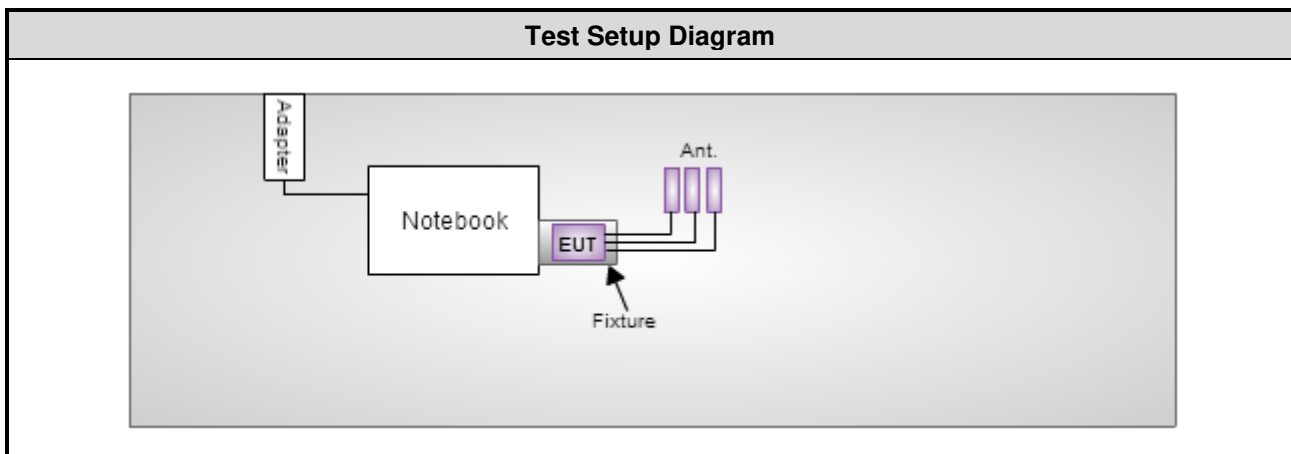 Test Setup Diagram
Adapter
Ant.
Notebook
EUT
Fixture